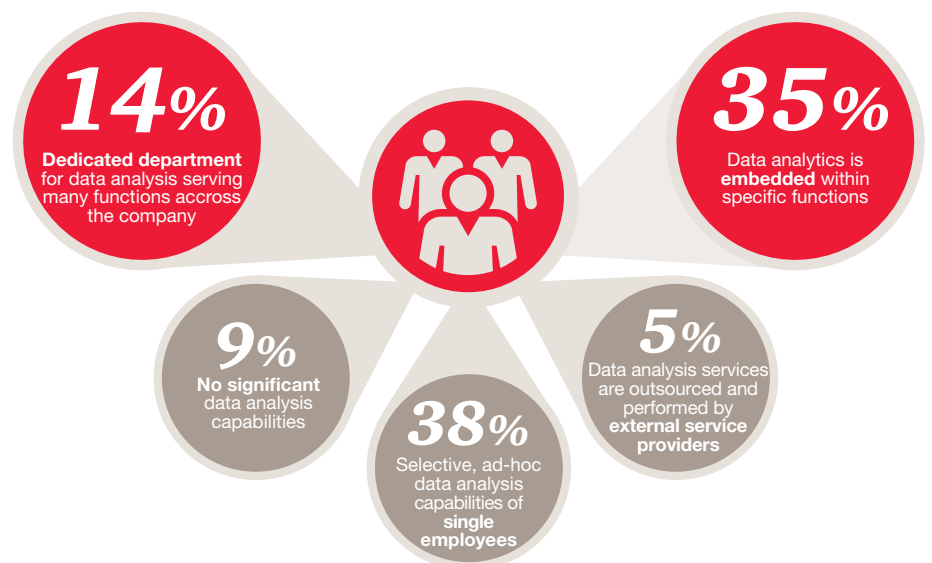 14%
Dedicated department
for data analysis serving
many functions accross
the company
35%
Data analytics is
embedded within
specific functions
9%
No significant
data analysis
capabilities
38%
Selective, ad-hoc
data analysis
capabilities of
single
employees
5%
Data analysis services
are outsourced and
performed by
external service
providers